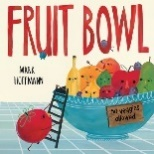 FRUIT BOWL
MARK
HOFFMANN
no veggies
allowed